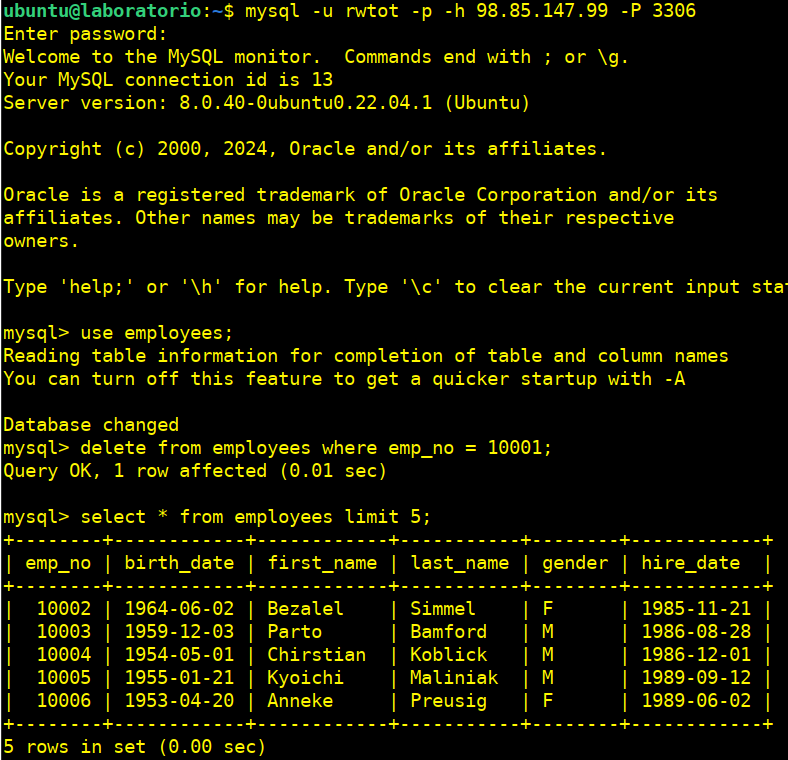 ubuntu@laboratorio:~$ mysql -u rwtot -p -h 98.85.147.99 -P 3306
Enter password:
Welcome to the MySQL monitor.  Commands end with ; or \g.
Your MySQL connection id is 13
Server version: 8.0.40-0ubuntu0.22.04.1 (Ubuntu)

Copyright (c) 2000, 2024, Oracle and/or its affiliates.

Oracle is a registered trademark of Oracle Corporation and/or its
affiliates. Other names may be trademarks of their respective
owners.

Type 'help;' or '\h' for help. Type '\c' to clear the current input sta

mysql> use employees;
Reading table information for completion of table and column names
You can turn off this feature to get a quicker startup with -A

Database changed
mysql> delete from employees where emp_no = 10001;
Query OK, 1 row affected (0.01 sec)

mysql> select * from employees limit 5;
+--------+------------+------------+-----------+--------+------------+
| emp_no | birth_date | first_name | last_name | gender | hire_date  |
+--------+------------+------------+-----------+--------+------------+
|  10002 | 1964-06-02 | Bezalel    | Simmel    | F      | 1985-11-21 |
|  10003 | 1959-12-03 | Parto      | Bamford   | M      | 1986-08-28 |
|  10004 | 1954-05-01 | Chirstian  | Koblick   | M      | 1986-12-01 |
|  10005 | 1955-01-21 | Kyoichi    | Maliniak  | M      | 1989-09-12 |
|  10006 | 1953-04-20 | Anneke     | Preusig   | F      | 1989-06-02 |
+--------+------------+------------+-----------+--------+------------+
5 rows in set (0.00 sec)